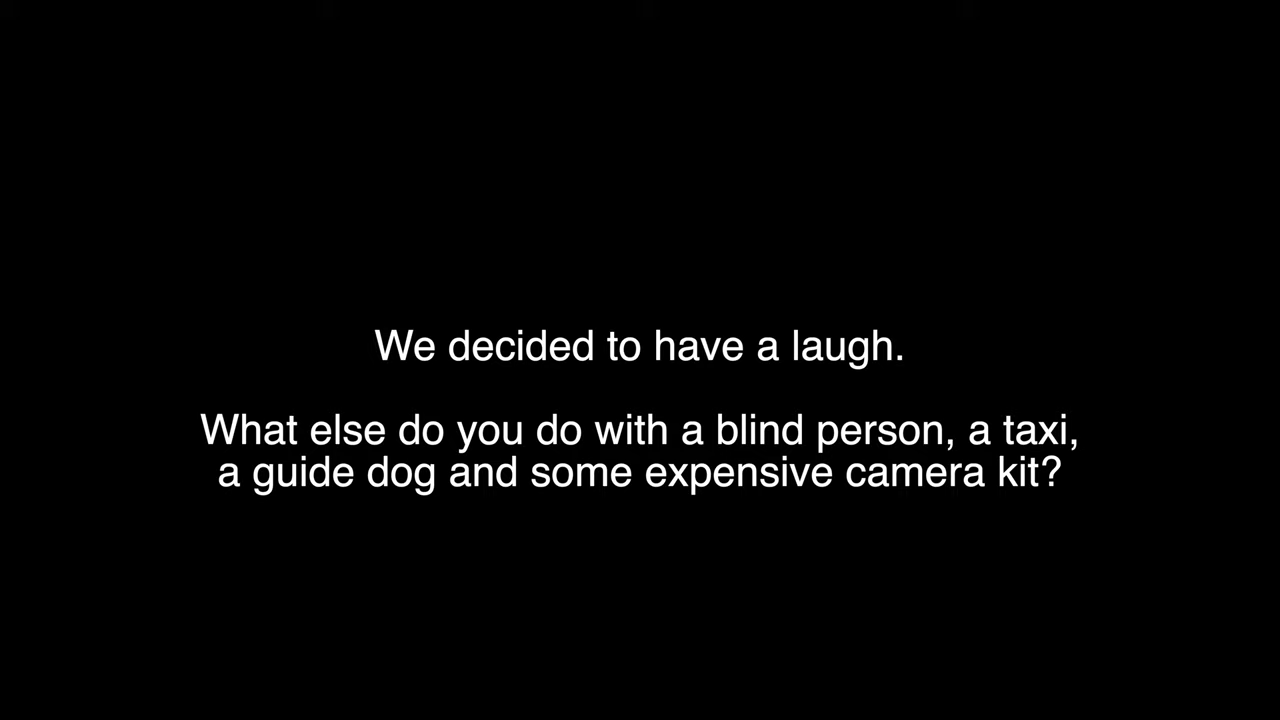 We decided to have a laugh.
What else do you do with a blind person, a taxi,
a guide dog and some expensive camera kit?